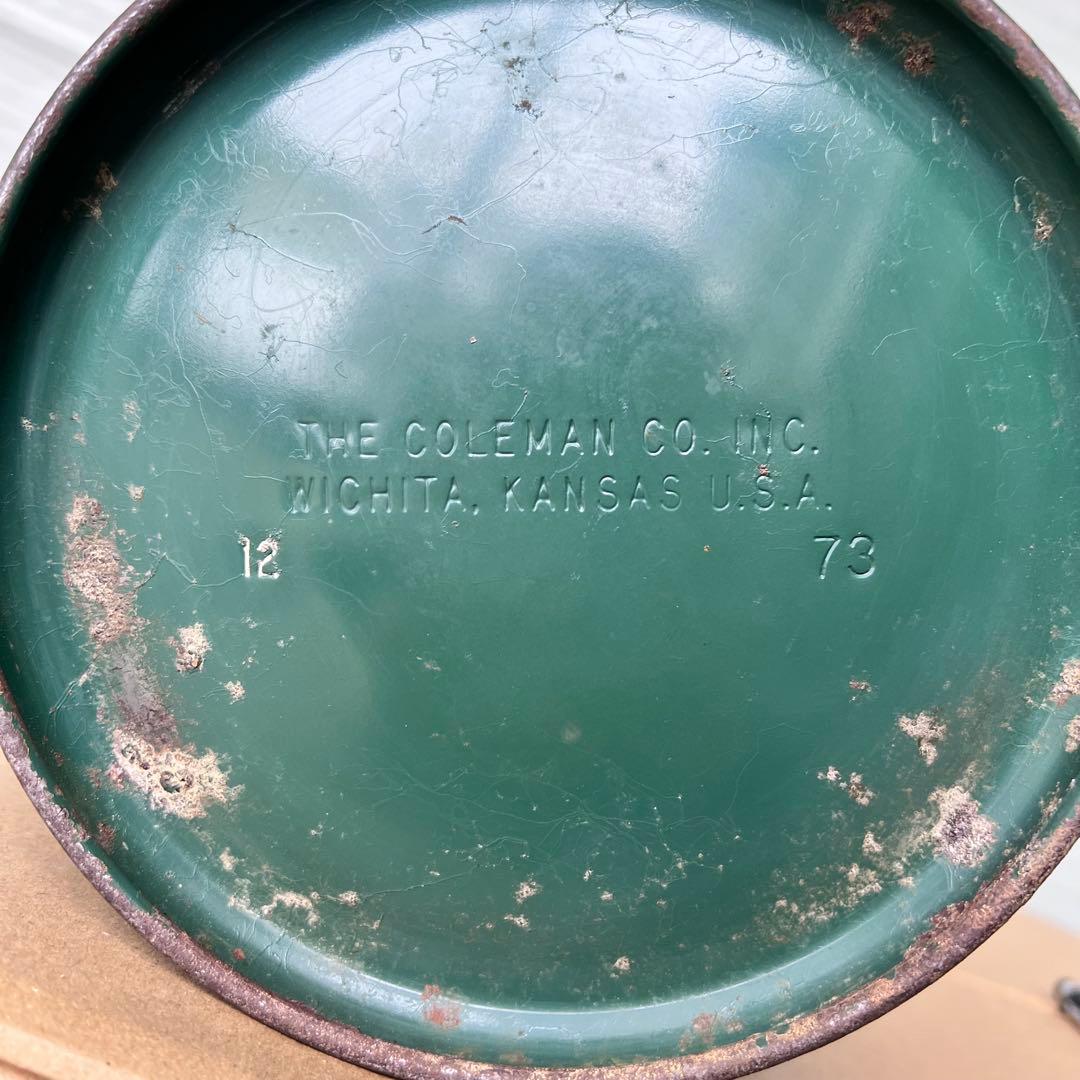 THE COLEMAN CO. INC.
WICHITA, KANSAS U.S.A.
12 73